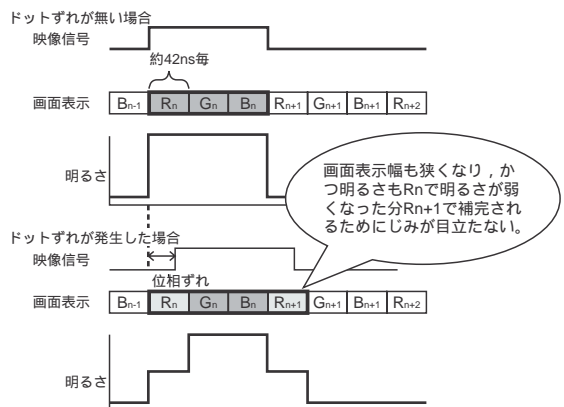 ドットずれが無い場合
映像信号
約42ns毎
画面表示 Bn-1 Rn Gn Bn Rn+1 Gn+1 Bn+1 Rn+2
明るさ
画面表示幅も狭くなり，か
つ明るさもRnで明るさが弱
くなった分Rn+1で補完され
るためにじみが目立たない。
ドットずれが発生した場合
映像信号
位相ずれ
画面表示 Bn-1 Rn Gn Bn Rn+1 Gn+1 Bn+1 Rn+2
明るさ